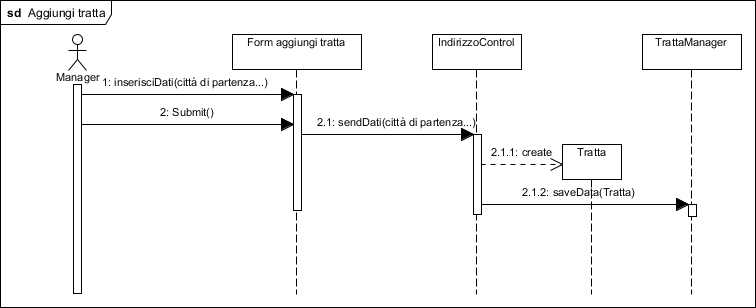 sd Aggiungi tratta
Form aggiungi tratta
IndirizzoControl
TrattaManager
Manager
1: inserisciDati(città di partenza...)
2: Submit()
2.1: sendDati(città di partenza...)
2.1.1: create
Tratta
2.1.2: saveData(Tratta)